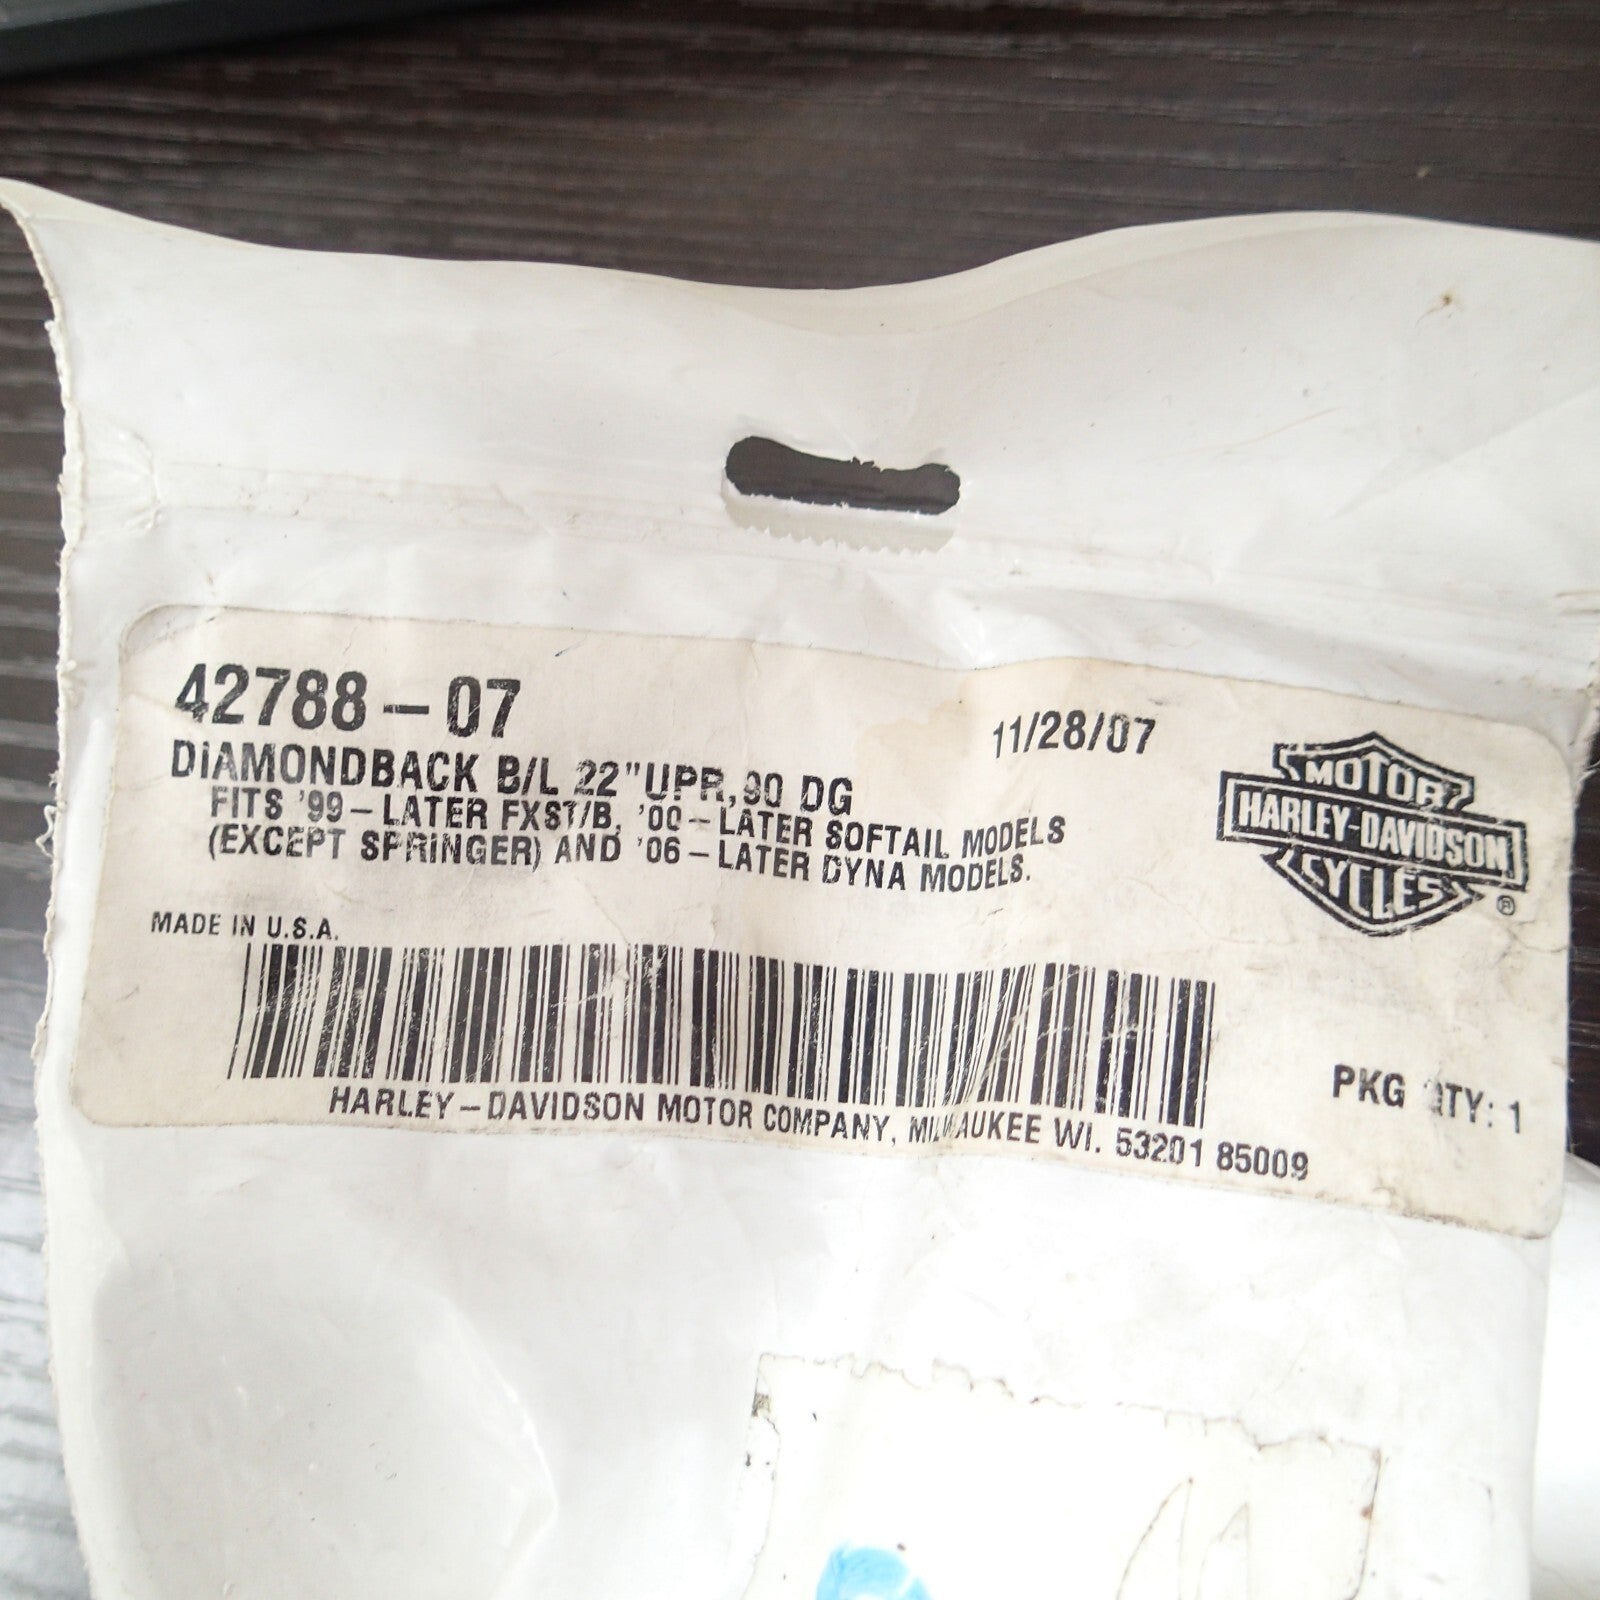 42788-07
11/28/07
DIAMONDBACK B/L 22"UPR,90 DG
FITS '99-LATER FXST/B, '00-LATER SOFTAIL MODELS
(EXCEPT SPRINGER) AND '06-LATER DYNA MODELS.
MOTOR
HARLEY-DAVIDSON
CYCLES
®
MADE IN U.S.A.
PKG QTY: 1
HARLEY-DAVIDSON MOTOR COMPANY, MILWAUKEE WI. 53201 85009